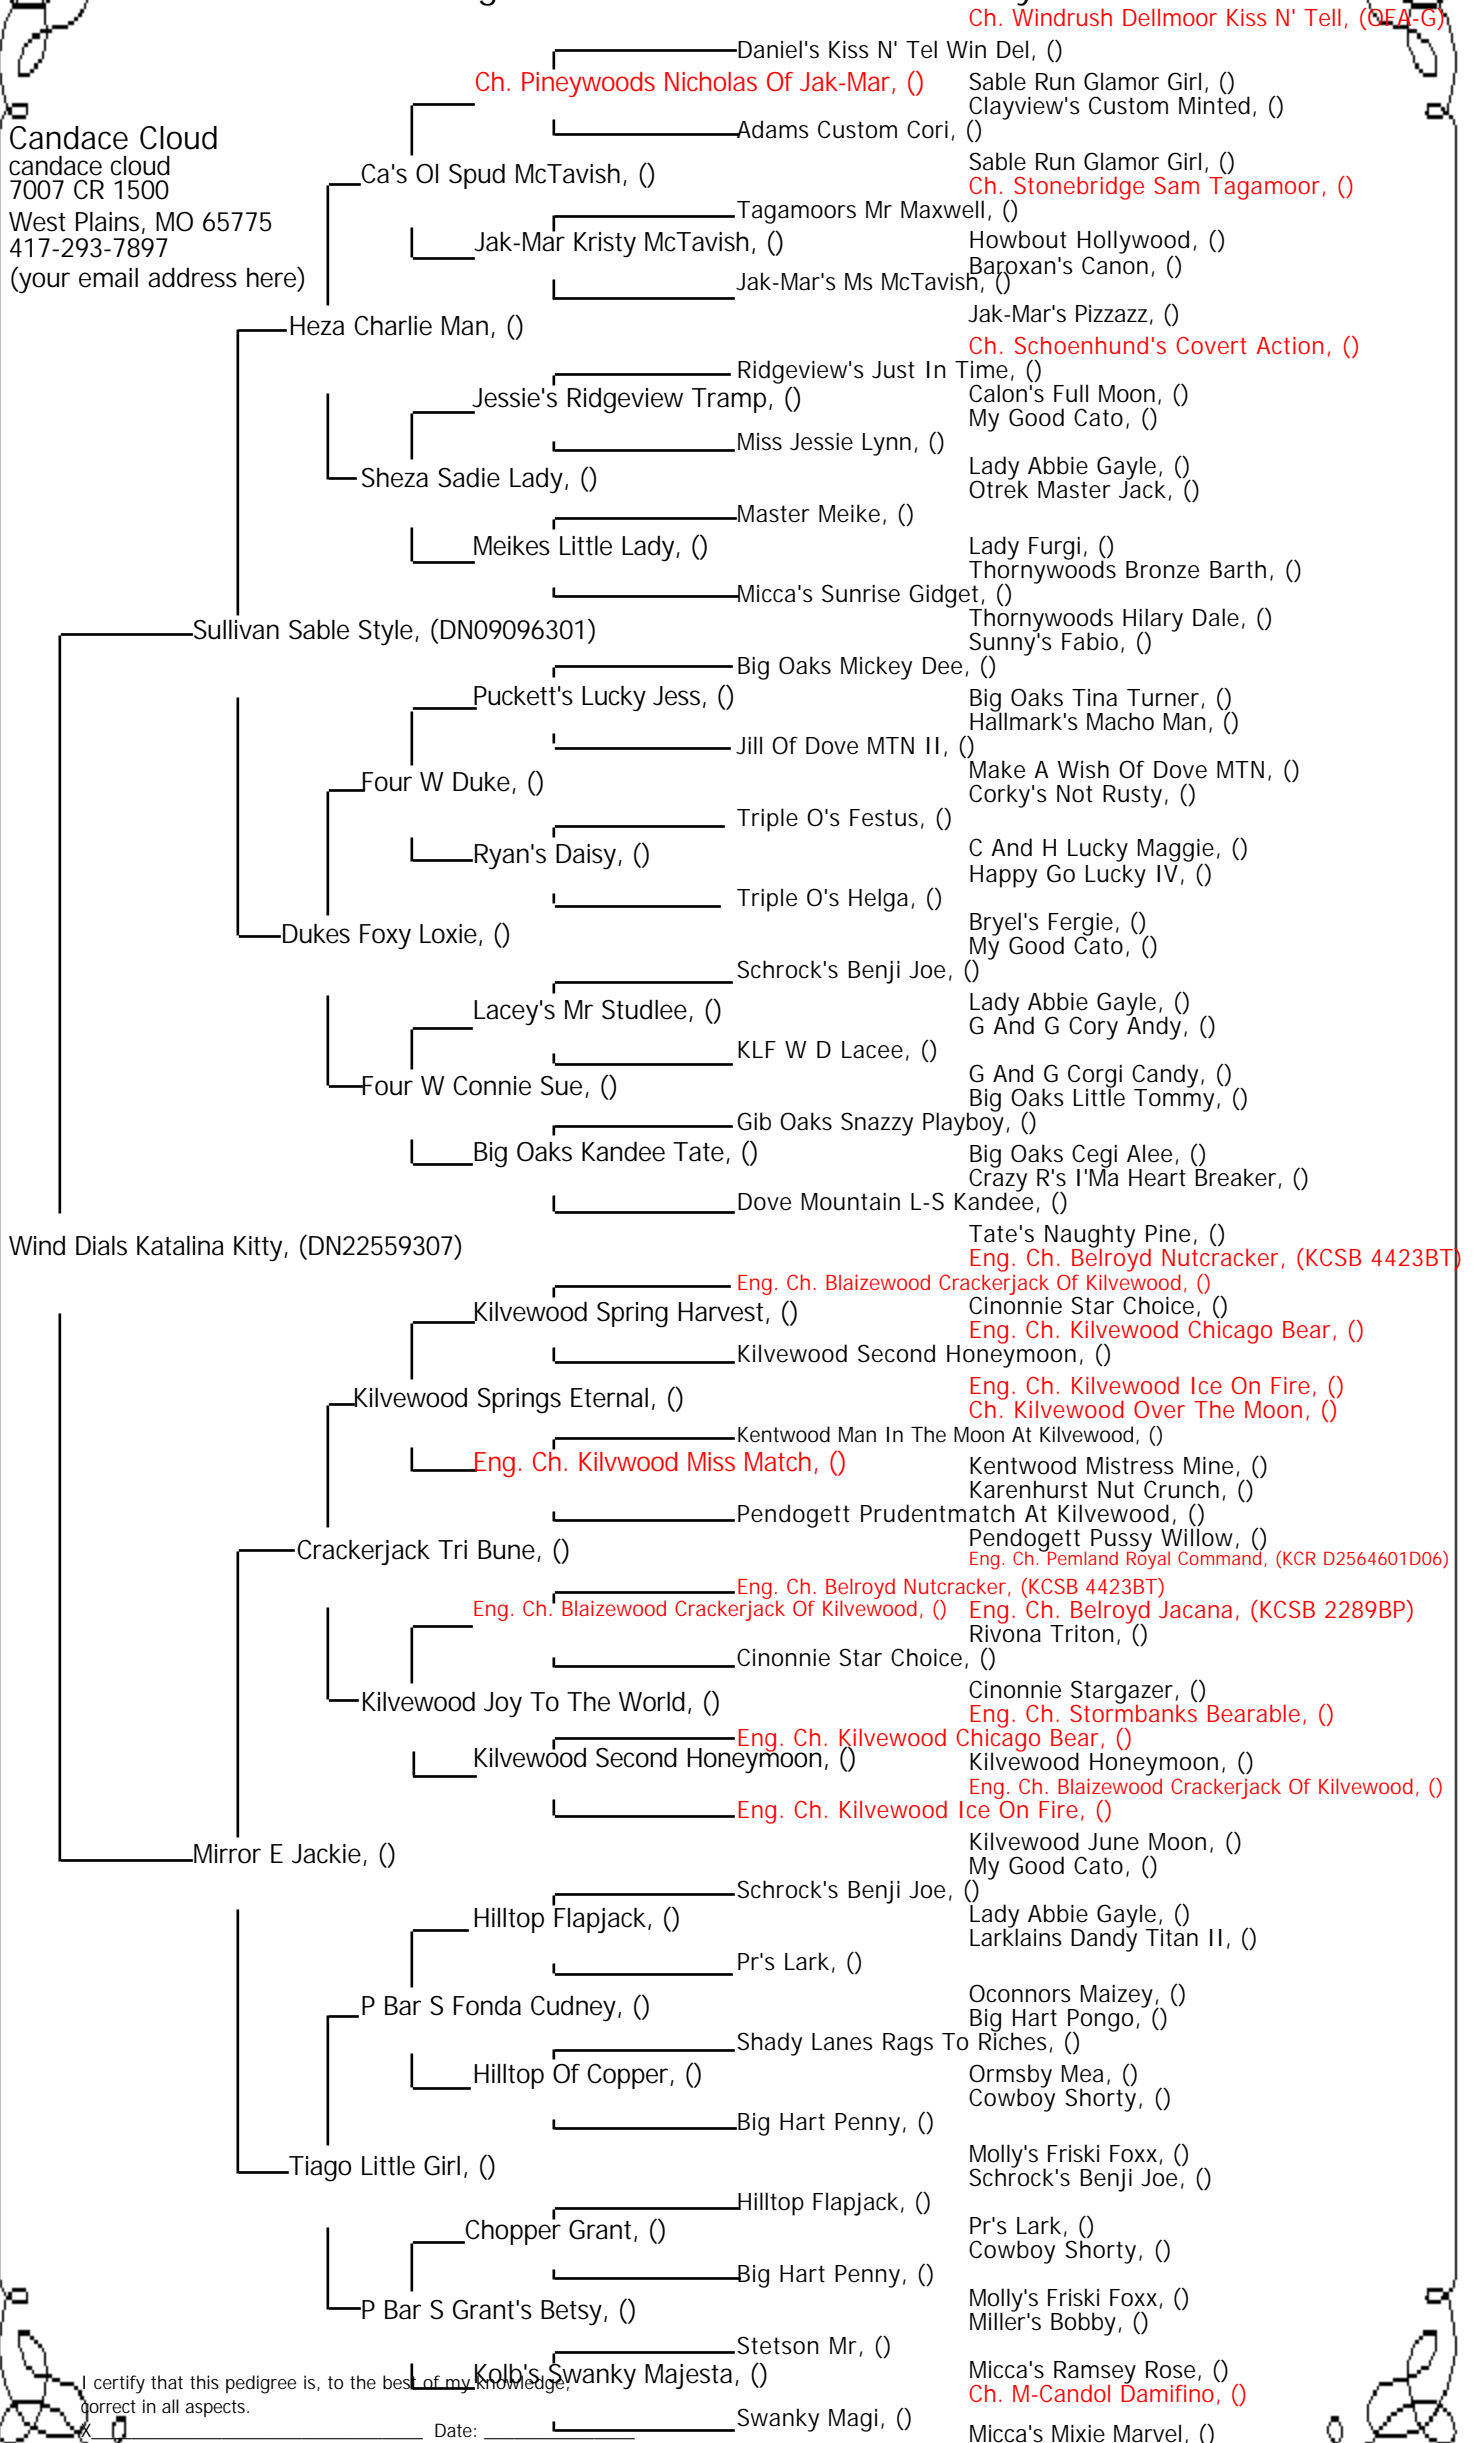 Ch. Windrush Dellmoor Kiss N' Tell, (OFA-G)
Daniel's Kiss N' Tel Win Del, ()
Ch. Pineywoods Nicholas Of Jak-Mar, ()
Sable Run Glamor Girl, ()
Clayview's Custom Minted, ()
Adams Custom Cori, ()
Candace Cloud
candace cloud
7007 CR 1500
West Plains, MO 65775
417-293-7897
(your email address here)
Sable Run Glamor Girl, ()
Ca's Ol Spud McTavish, ()
Ch. Stonebridge Sam Tagamoor, ()
Tagamoors Mr Maxwell, ()
Jak-Mar Kristy McTavish, ()
Howbout Hollywood, ()
Baroxan's Canon, ()
Jak-Mar's Ms McTavish, ()
Jak-Mar's Pizzazz, ()
Heza Charlie Man, ()
Ch. Schoenhund's Covert Action, ()
Ridgeview's Just In Time, ()
Jessie's Ridgeview Tramp, ()
Calon's Full Moon, ()
My Good Cato, ()
Miss Jessie Lynn, ()
Lady Abbie Gayle, ()
Sheza Sadie Lady, ()
Otrek Master Jack, ()
Master Meike, ()
Meikes Little Lady, ()
Lady Furgi, ()
Thornywoods Bronze Barth, ()
Micca's Sunrise Gidget, ()
Thornywoods Hilary Dale, ()
Sullivan Sable Style, (DN09096301)
Sunny's Fabio, ()
Big Oaks Mickey Dee, ()
Puckett's Lucky Jess, ()
Big Oaks Tina Turner, ()
Hallmark's Macho Man, ()
Jill Of Dove MTN II, ()
Make A Wish Of Dove MTN, ()
Four W Duke, ()
Corky's Not Rusty, ()
Triple O's Festus, ()
Ryan's Daisy, ()
C And H Lucky Maggie, ()
Happy Go Lucky IV, ()
Triple O's Helga, ()
Bryel's Fergie, ()
Dukes Foxy Loxie, ()
My Good Cato, ()
Schrock's Benji Joe, ()
Lacey's Mr Studlee, ()
Lady Abbie Gayle, ()
G And G Cory Andy, ()
KLF W D Lacee, ()
G And G Corgi Candy, ()
Four W Connie Sue, ()
Big Oaks Little Tommy, ()
Gib Oaks Snazzy Playboy, ()
Big Oaks Kandee Tate, ()
Big Oaks Cegi Alee, ()
Crazy R's I'Ma Heart Breaker, ()
Dove Mountain L-S Kandee, ()
Tate's Naughty Pine, ()
Wind Dials Katalina Kitty, (DN22559307)
Eng. Ch. Belroyd Nutcracker, (KCSB 4423BT)
Eng. Ch. Blaizewood Crackerjack Of Kilvewood, ()
Kilvewood Spring Harvest, ()
Cinonnie Star Choice, ()
Eng. Ch. Kilvewood Chicago Bear, ()
Kilvewood Second Honeymoon, ()
Eng. Ch. Kilvewood Ice On Fire, ()
Kilvewood Springs Eternal, ()
Ch. Kilvewood Over The Moon, ()
Kentwood Man In The Moon At Kilvewood, ()
Eng. Ch. Kilvwood Miss Match, ()
Kentwood Mistress Mine, ()
Karenhurst Nut Crunch, ()
Pendogett Prudentmatch At Kilvewood, ()
Pendogett Pussy Willow, ()
Crackerjack Tri Bune, ()
Eng. Ch. Pemland Royal Command, (KCR D2564601D06)
Eng. Ch. Belroyd Nutcracker, (KCSB 4423BT)
Eng. Ch. Blaizewood Crackerjack Of Kilvewood, ()
Eng. Ch. Belroyd Jacana, (KCSB 2289BP)
Rivona Triton, ()
Cinonnie Star Choice, ()
Cinonnie Stargazer, ()
Kilvewood Joy To The World, ()
Eng. Ch. Stormbanks Bearable, ()
Eng. Ch. Kilvewood Chicago Bear, ()
Kilvewood Second Honeymoon, ()
Kilvewood Honeymoon, ()
Eng. Ch. Blaizewood Crackerjack Of Kilvewood, ()
Eng. Ch. Kilvewood Ice On Fire, ()
Kilvewood June Moon, ()
Mirror E Jackie, ()
My Good Cato, ()
Schrock's Benji Joe, ()
Hilltop Flapjack, ()
Lady Abbie Gayle, ()
Larklains Dandy Titan II, ()
Pr's Lark, ()
Oconnors Maizey, ()
P Bar S Fonda Cudney, ()
Big Hart Pongo, ()
Shady Lanes Rags To Riches, ()
Hilltop Of Copper, ()
Ormsby Mea, ()
Cowboy Shorty, ()
Big Hart Penny, ()
Molly's Friski Foxx, ()
Tiago Little Girl, ()
Schrock's Benji Joe, ()
Hilltop Flapjack, ()
Chopper Grant, ()
Pr's Lark, ()
Cowboy Shorty, ()
Big Hart Penny, ()
Molly's Friski Foxx, ()
P Bar S Grant's Betsy, ()
Miller's Bobby, ()
Stetson Mr, ()
Kolb's Swanky Majesta, ()
Micca's Ramsey Rose, ()
I certify that this pedigree is, to the best of my knowledge,
correct in all aspects.
Ch. M-Candol Damifino, ()
Swanky Magi, ()
X Date:
Micca's Mixie Marvel, ()